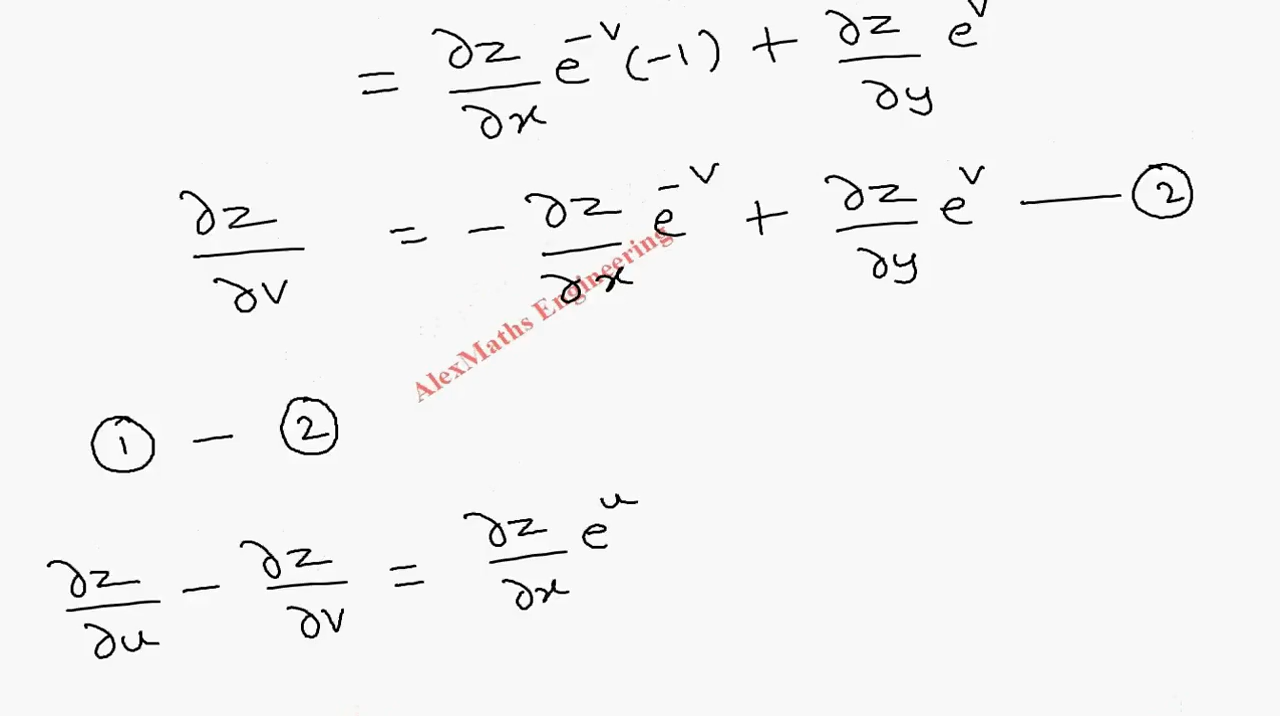 = ∂z/∂x e^-v (-1) + ∂z/∂y e^v
∂z/∂v = - ∂z/∂x e^-v + ∂z/∂y e^v —— ②
AlexMaths Engineering
① - ②
∂z/∂u - ∂z/∂v = ∂z/∂x e^u